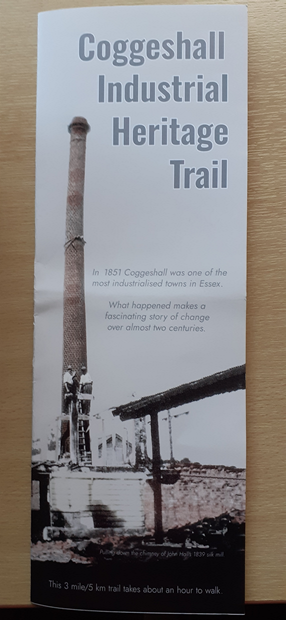 Coggeshall
Industrial
Heritage
Trail
In 1851 Coggeshall was one of the
most industrialised towns in Essex.
What happened makes a
fascinating story of change
over almost two centuries.
Pulling down the chimney of John Hall's 1839 silk mill
This 3 mile/5 km trail takes about an hour to walk